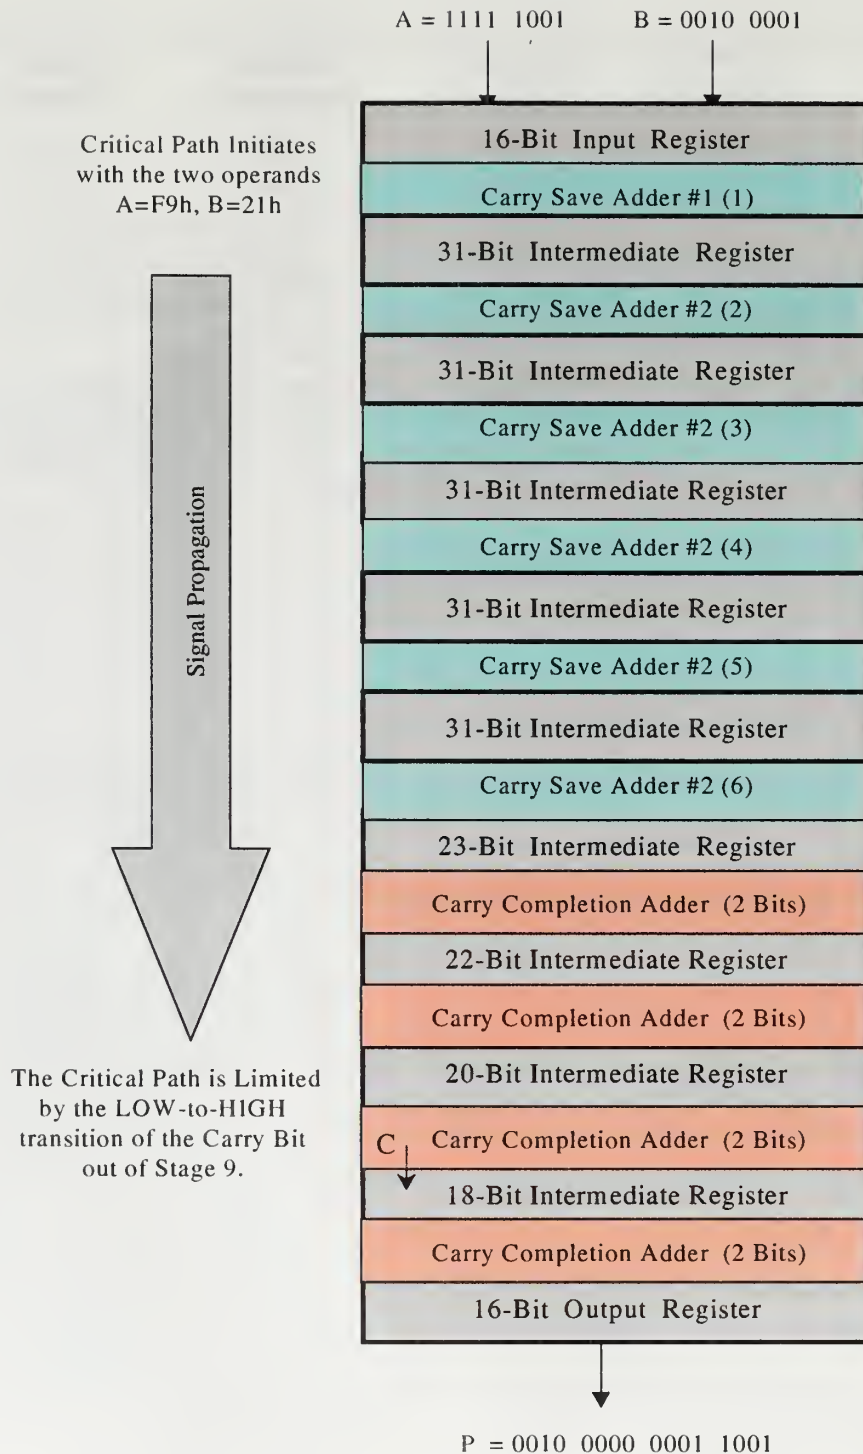 A = 1111 1001
B = 0010 0001
Critical Path Initiates
with the two operands
A=F9h, B=21h
16-Bit Input Register
Carry Save Adder #1 (1)
31-Bit Intermediate Register
Carry Save Adder #2 (2)
31-Bit Intermediate Register
Carry Save Adder #2 (3)
31-Bit Intermediate Register
Carry Save Adder #2 (4)
31-Bit Intermediate Register
Carry Save Adder #2 (5)
31-Bit Intermediate Register
Carry Save Adder #2 (6)
23-Bit Intermediate Register
Carry Completion Adder (2 Bits)
22-Bit Intermediate Register
Carry Completion Adder (2 Bits)
20-Bit Intermediate Register
C
Carry Completion Adder (2 Bits)
18-Bit Intermediate Register
Carry Completion Adder (2 Bits)
16-Bit Output Register
Signal Propagation
The Critical Path is Limited
by the LOW-to-HIGH
transition of the Carry Bit
out of Stage 9.
P = 0010 0000 0001 1001